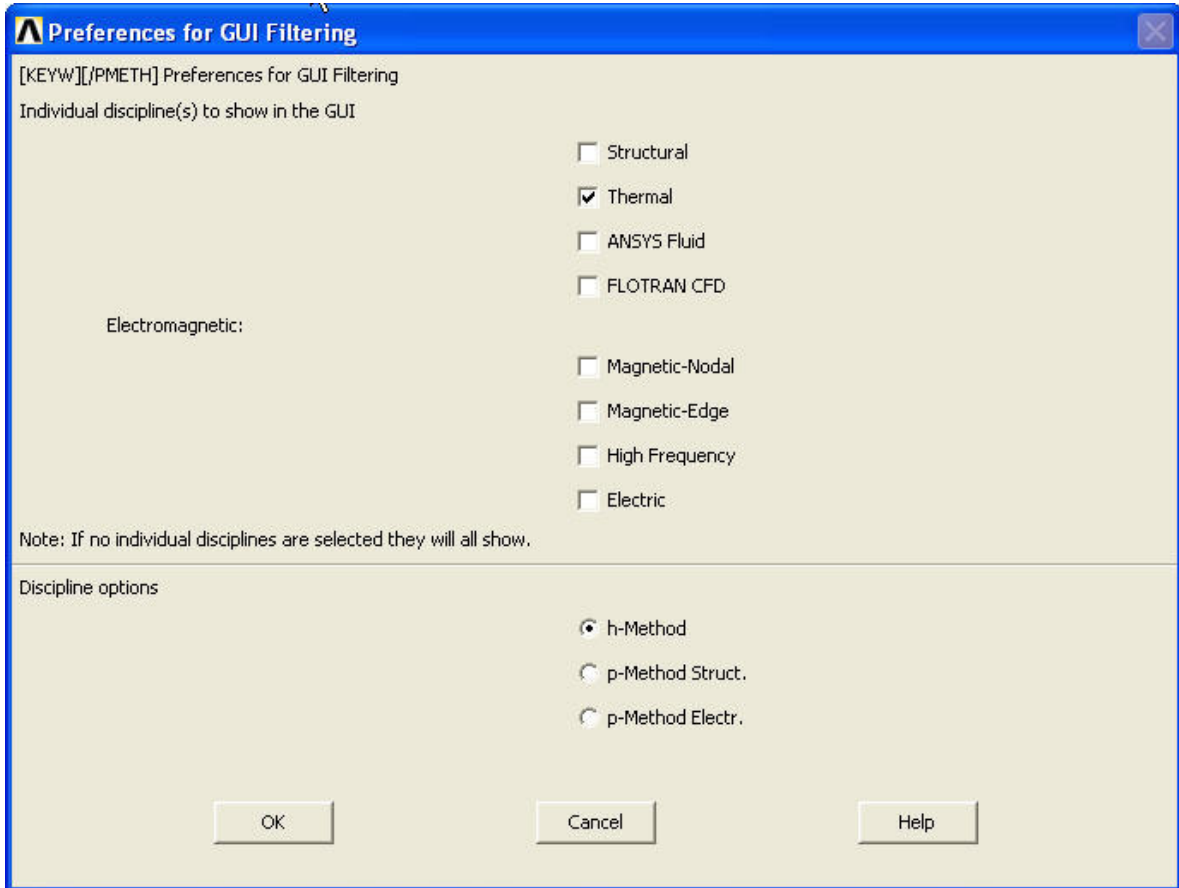 Preferences for GUI Filtering
[KEYW][/PMETH] Preferences for GUI Filtering
Individual discipline(s) to show in the GUI
Structural
Thermal
ANSYS Fluid
FLOTRAN CFD
Electromagnetic:
Magnetic-Nodal
Magnetic-Edge
High Frequency
Electric
Note: If no individual disciplines are selected they will all show.
Discipline options
h-Method
p-Method Struct.
p-Method Electr.
OK
Cancel
Help